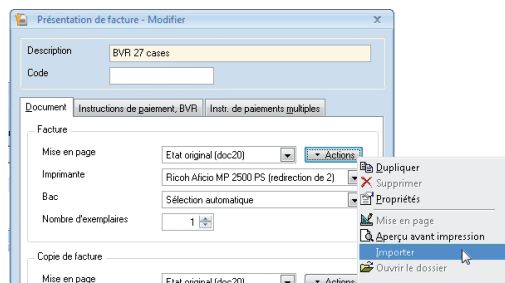 Présentation de facture - Modifier
Description BVR 27 cases
Code
Document Instructions de paiement, BVR Instr. de paiements multiples
Facture
Mise en page Etat original (doc20) Actions
Imprimante Ricoh Aficio MP 2500 PS (redirection de 2)
Bac Sélection automatique
Nombre d'exemplaires 1
Dupliquer
Supprimer
Propriétés
Mise en page
Aperçu avant impression
Importer
Ouvrir le dossier
Copie de facture
Mise en page Etat original (doc20) Actions